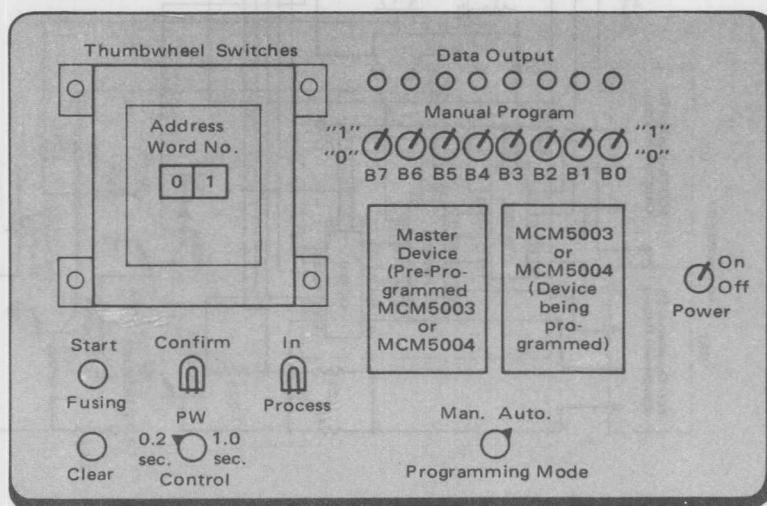 Thumbwheel Switches
Address
Word No.
0 1
Data Output
Manual Program
"1" "1"
"0" "0"
B7 B6 B5 B4 B3 B2 B1 B0
Master
Device
(Pre-Pro-
grammed
MCM5003
or
MCM5004
MCM5003
or
MCM5004
(Device
being
pro-
grammed)
On
Off
Power
Start
Fusing
Confirm
In
Process
Clear
PW
0.2 1.0
sec. sec.
Control
Man. Auto.
Programming Mode